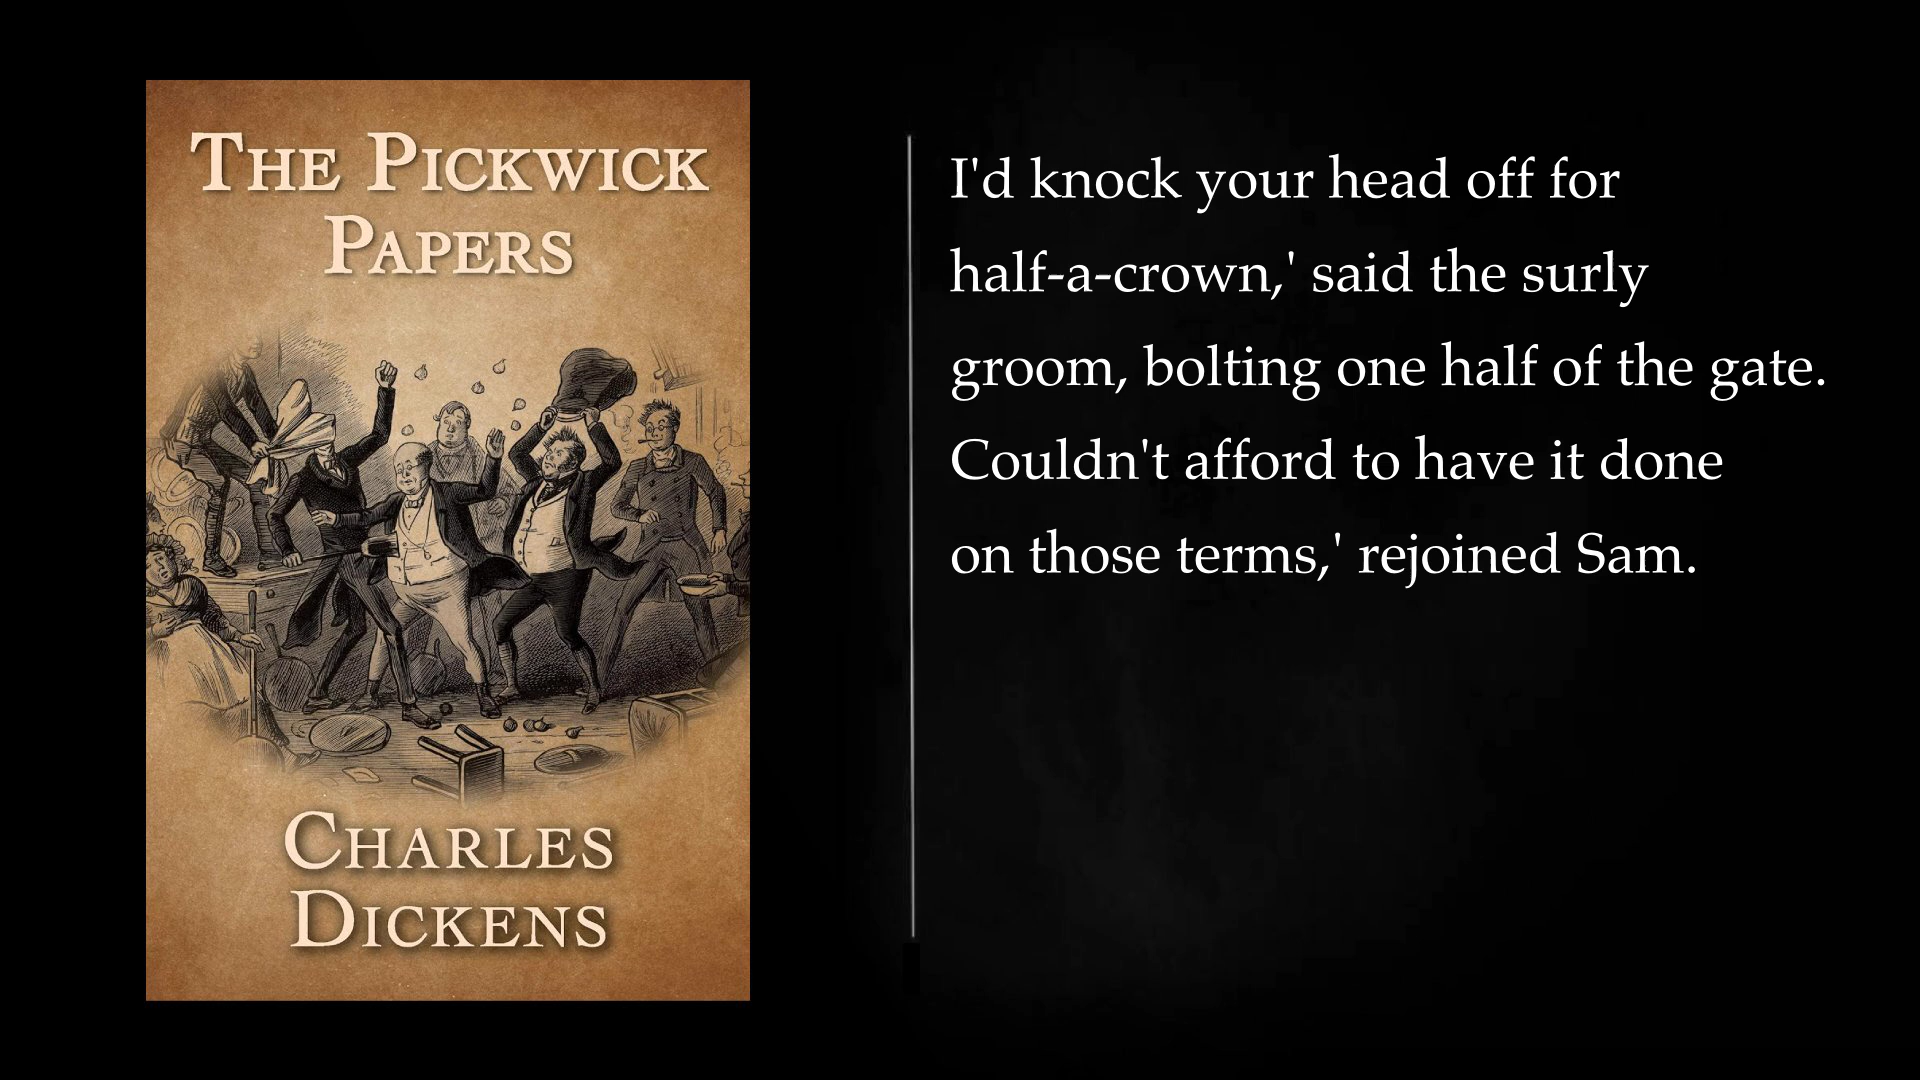 The Pickwick
Papers
Charles
Dickens
I'd knock your head off for
half-a-crown,' said the surly
groom, bolting one half of the gate.
Couldn't afford to have it done
on those terms,' rejoined Sam.